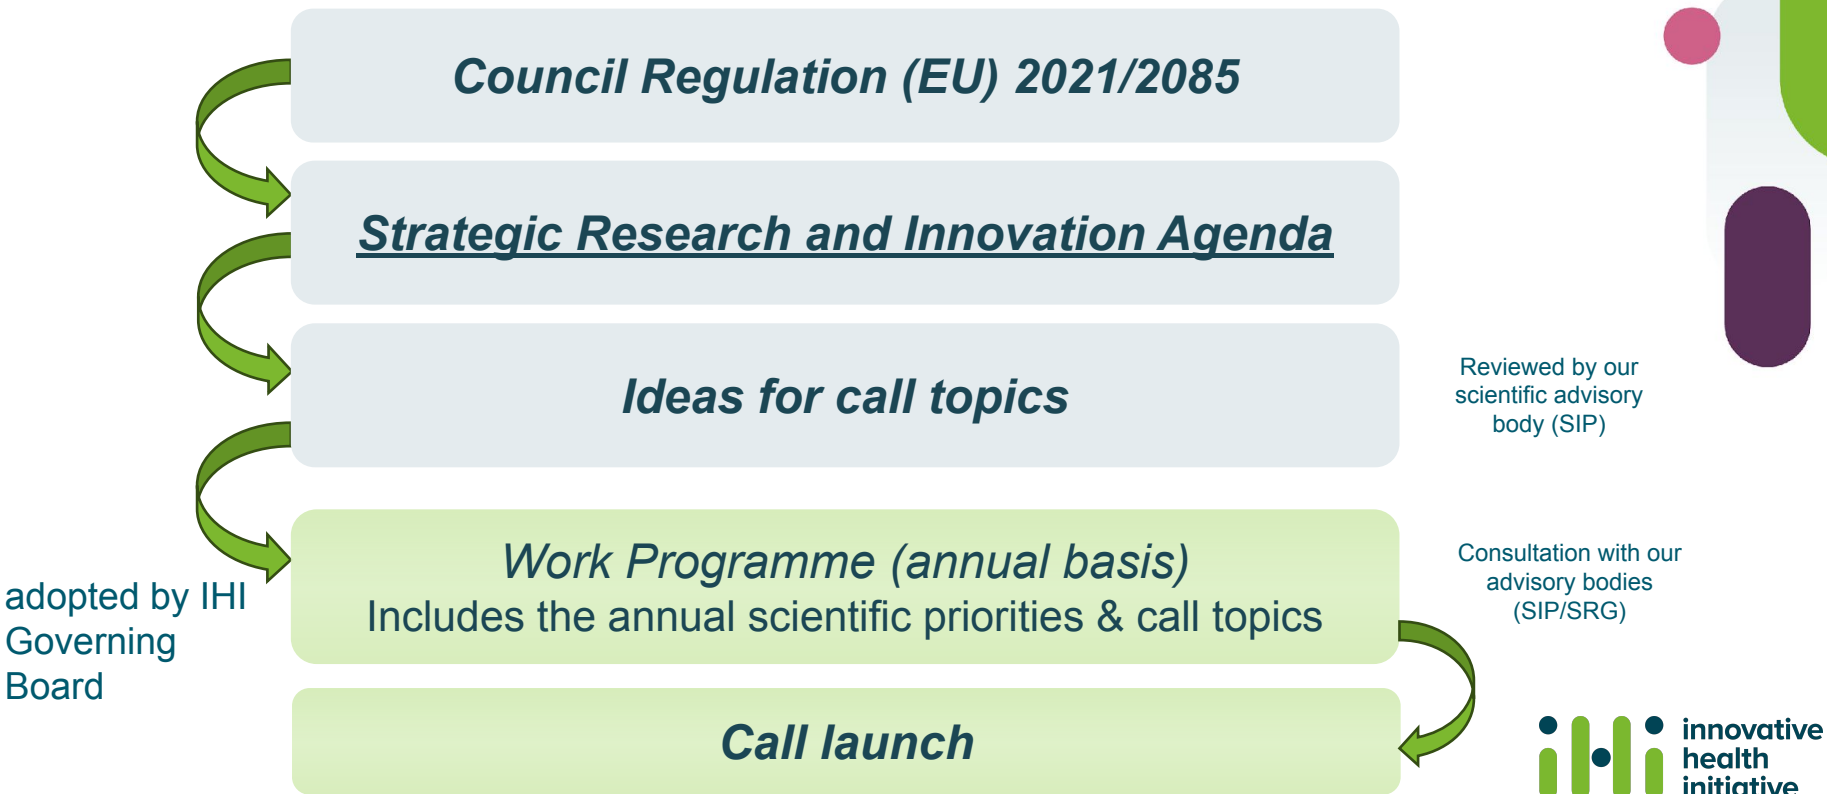 Council Regulation (EU) 2021/2085
Strategic Research and Innovation Agenda
Ideas for call topics
Reviewed by our
scientific advisory
body (SIP)
Work Programme (annual basis)
Includes the annual scientific priorities & call topics
Consultation with our
advisory bodies
(SIP/SRG)
adopted by IHI
Governing
Board
Call launch
ihi
innovative
health
initiative